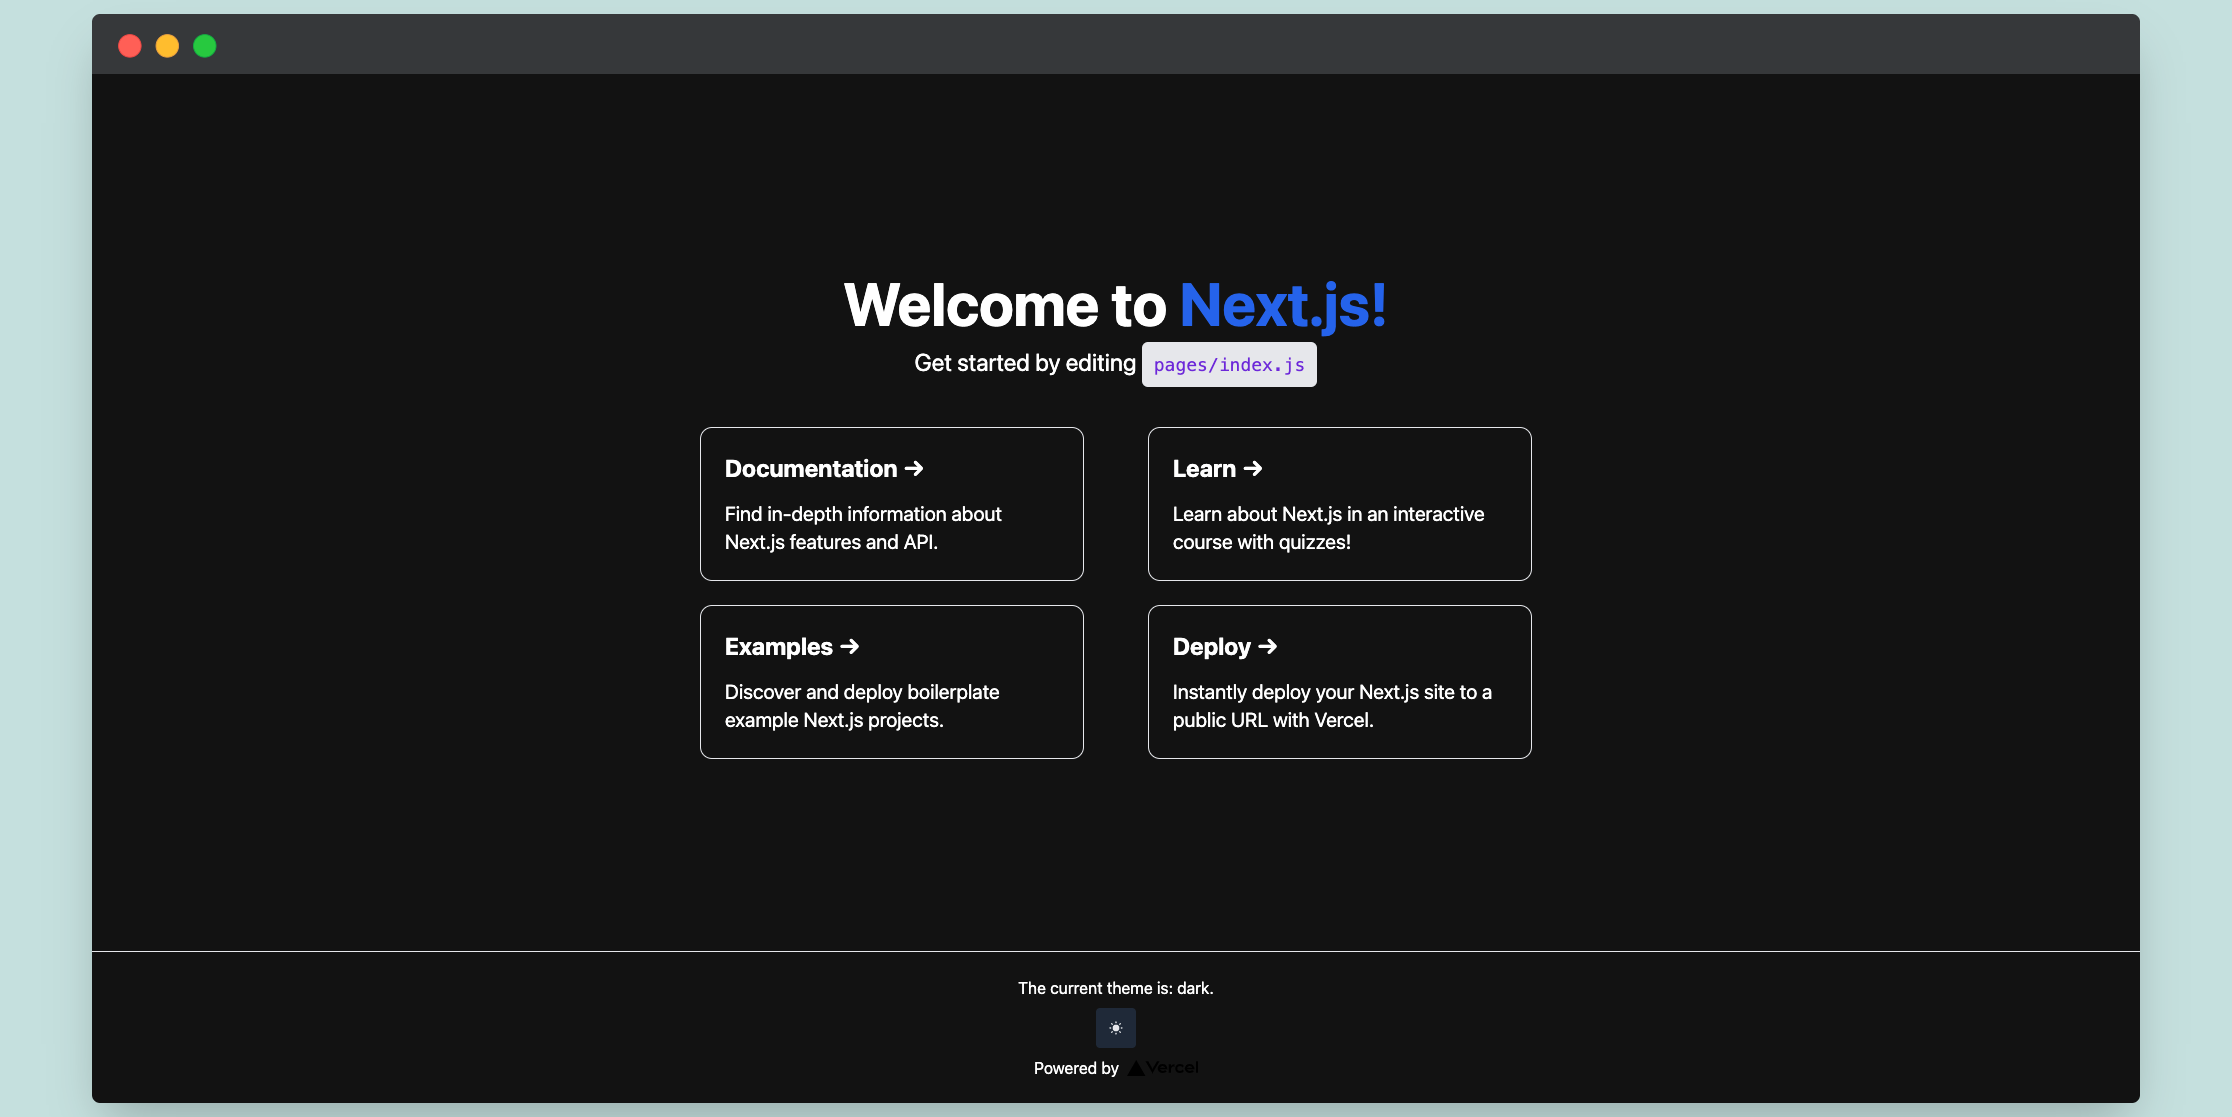 Welcome to Next.js!
Get started by editing pages/index.js
Documentation →
Find in-depth information about
Next.js features and API.
Learn →
Learn about Next.js in an interactive
course with quizzes!
Examples →
Discover and deploy boilerplate
example Next.js projects.
Deploy →
Instantly deploy your Next.js site to a
public URL with Vercel.
The current theme is: dark.
Powered by Vercel